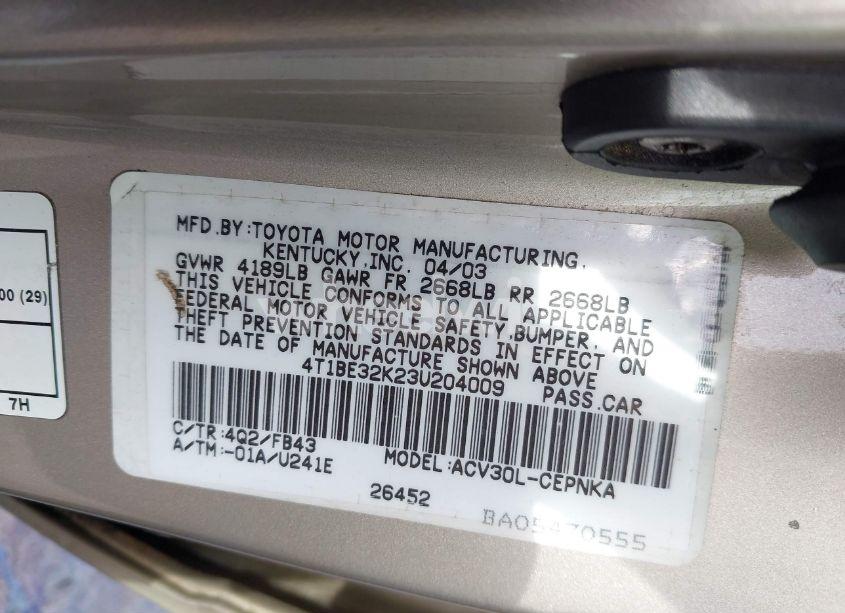 MFD.BY:TOYOTA MOTOR MANUFACTURING,
KENTUCKY,INC. 04/03
GVWR 4189LB GAWR FR 2668LB RR 2668LB
THIS VEHICLE CONFORMS TO ALL APPLICABLE
FEDERAL MOTOR VEHICLE SAFETY,BUMPER, AND
THEFT PREVENTION STANDARDS IN EFFECT ON
THE DATE OF MANUFACTURE SHOWN ABOVE
4T1BE32K23U204009 PASS.CAR
C/TR:4Q2/FB43
A/TM:-01A/U241E
MODEL:ACV30L-CEPNKA
26452
BA05470555
00 (29)
7H